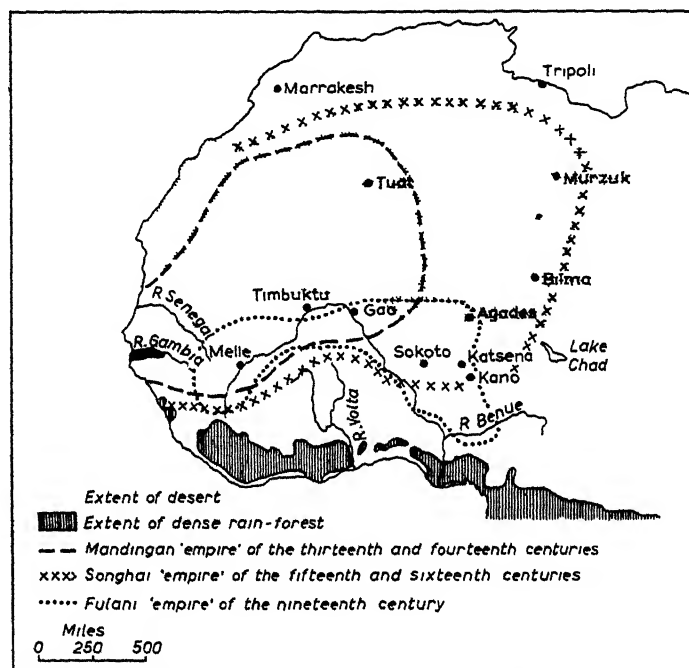 Tripoli
Marrakesh
Tuat
Murzuk
Bilma
R Senegal
Timbuktu
Gao
Agades
R. Gambia
Melle
Sokoto
Katsena
Kano
Lake
Chad
R. Volta
R Benue
Extent of desert
Extent of dense rain-forest
Mandingan 'empire' of the thirteenth and fourteenth centuries
Songhai 'empire' of the fifteenth and sixteenth centuries
Fulani 'empire' of the nineteenth century
Miles
0 250 500